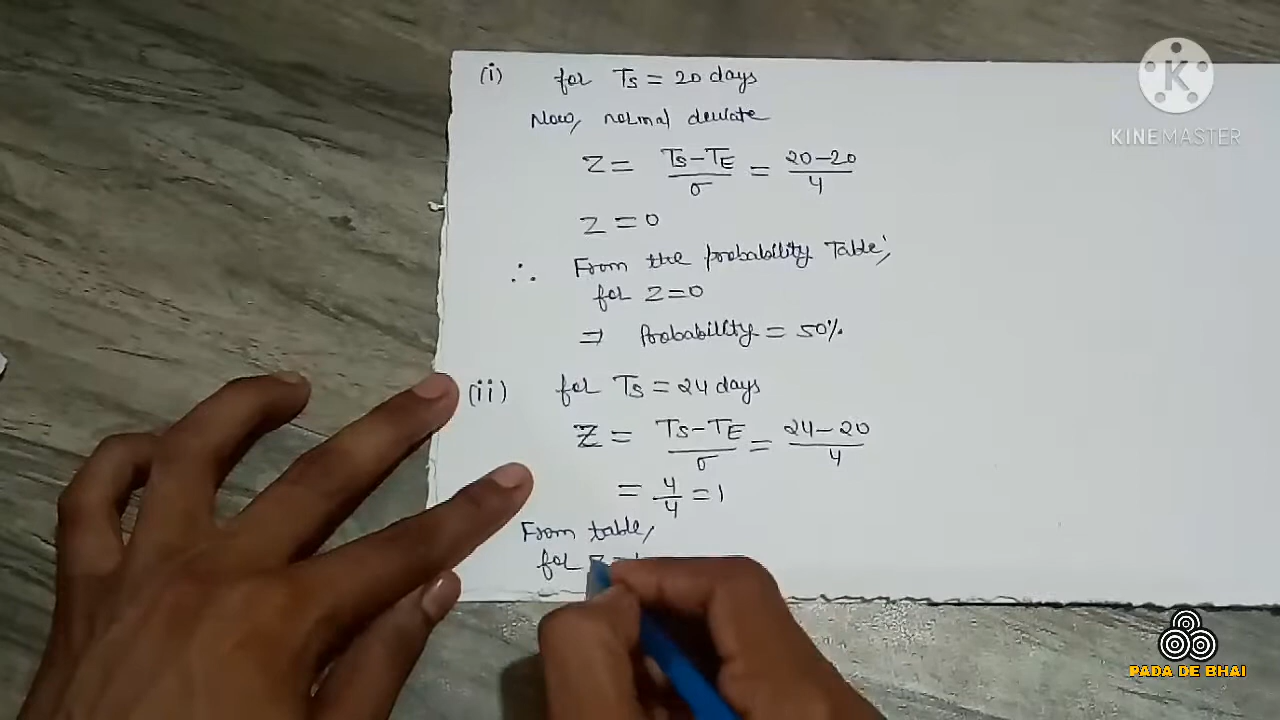 (i) for Ts = 20 days
Now, normal deviate
Z = Ts-TE/σ = 20-20/4
Z = 0
∴ From the probability Table,
for Z=0
⇒ Probability = 50%
(ii) for Ts = 24 days
Z = Ts-TE/σ = 24-20/4
= 4/4 = 1
From table,
for
KINEMASTER
PADA DE BHAI